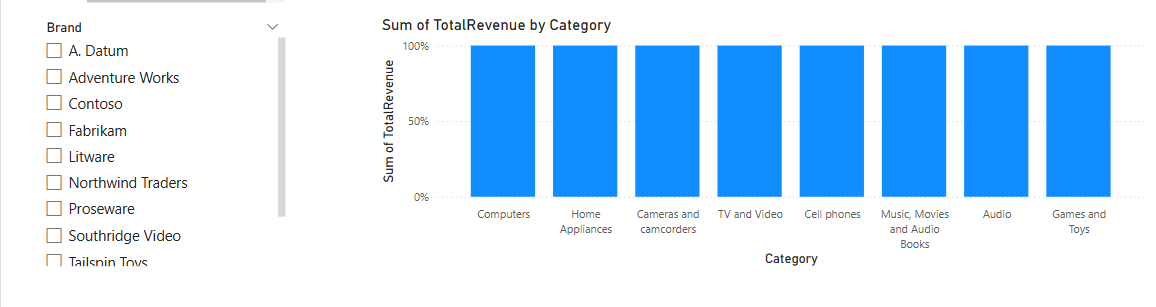 Brand
A. Datum
Adventure Works
Contoso
Fabrikam
Litware
Northwind Traders
Proseware
Southridge Video
Tailspin Toys
Sum of TotalRevenue by Category
Sum of TotalRevenue
100%
50%
0%
Computers
Home
Appliances
Cameras and
camcorders
TV and Video
Cell phones
Music, Movies
and Audio
Books
Audio
Games and
Toys
Category